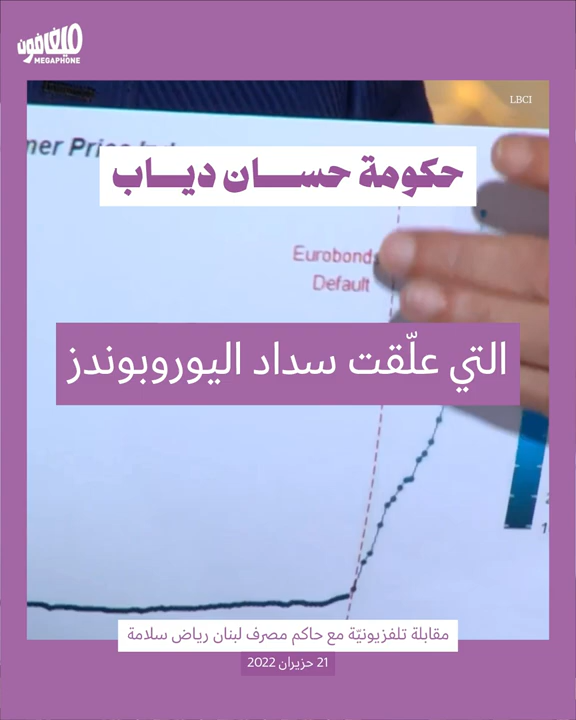 ميغافون
MEGAPHONE
LBCI
حكومة حسان دياب
Eurobonds
Default
التي علّقت سداد اليوروبوندز
مقابلة تلفزيونيّة مع حاكم مصرف لبنان رياض سلامة
21 حزيران 2022